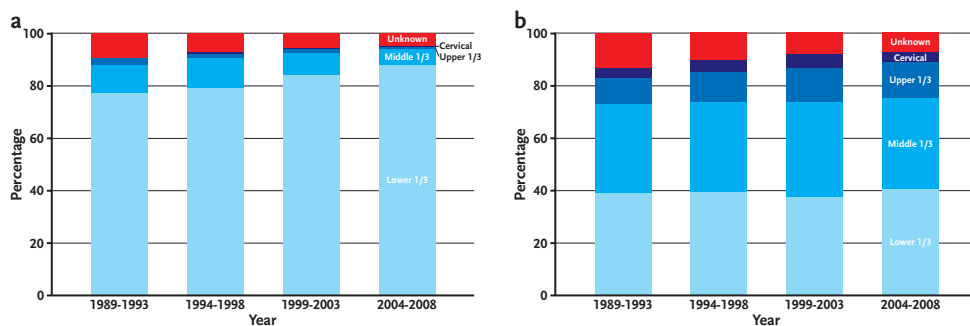 a
Percentage
100
80
60
40
20
0
Unknown
Cervical
Upper 1/3
Middle 1/3
Lower 1/3
1989-1993
1994-1998
1999-2003
2004-2008
Year
b
Percentage
100
80
60
40
20
0
Unknown
Cervical
Upper 1/3
Middle 1/3
Lower 1/3
1989-1993
1994-1998
1999-2003
2004-2008
Year